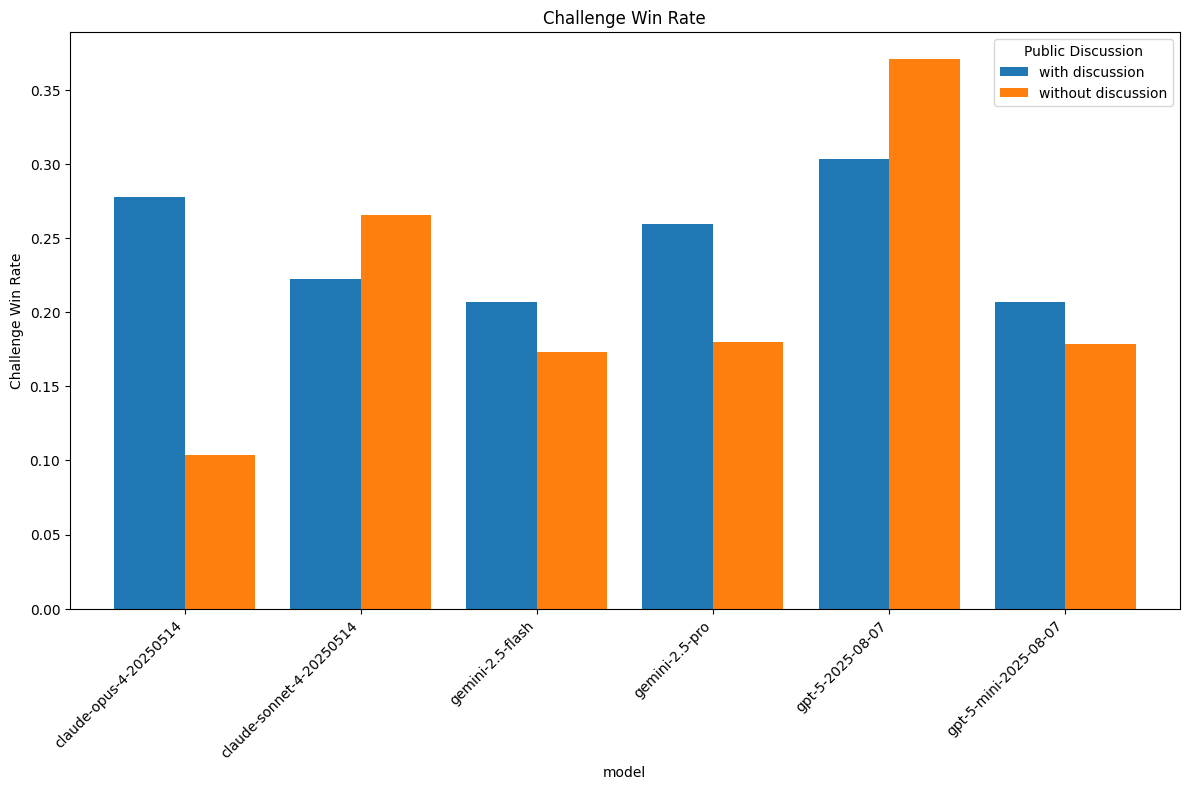 Challenge Win Rate
Public Discussion
with discussion
without discussion
Challenge Win Rate
0.35
0.30
0.25
0.20
0.15
0.10
0.05
0.00
claude-opus-4-20250514
claude-sonnet-4-20250514
gemini-2.5-flash
gemini-2.5-pro
gpt-5-2025-08-07
gpt-5-mini-2025-08-07
model